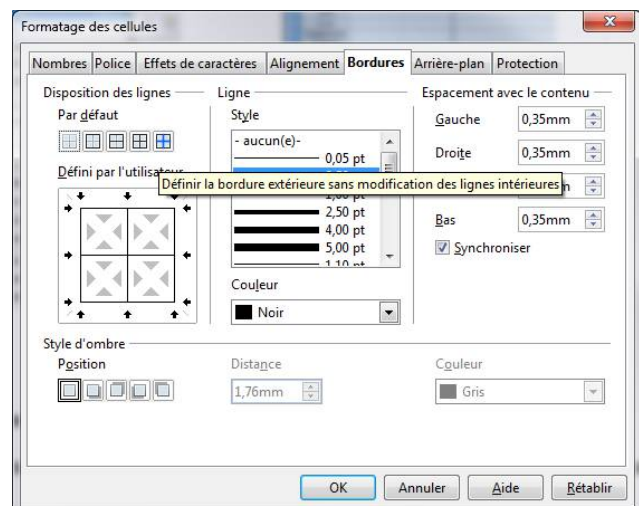 Formatage des cellules
Nombres Police Effets de caractères Alignement Bordures Arrière-plan Protection
Disposition des lignes Ligne Espacement avec le contenu
Par défaut Style Gauche 0,35mm
- aucun(e)-
0,05 pt Droite 0,35mm
Défini par l'utilisateur
Définir la bordure extérieure sans modification des lignes intérieures
2,50 pt Bas 0,35mm
4,00 pt
5,00 pt Synchroniser
1,10 pt
Couleur
Noir
Style d'ombre
Position Distance Couleur
1,76mm Gris
OK Annuler Aide Rétablir